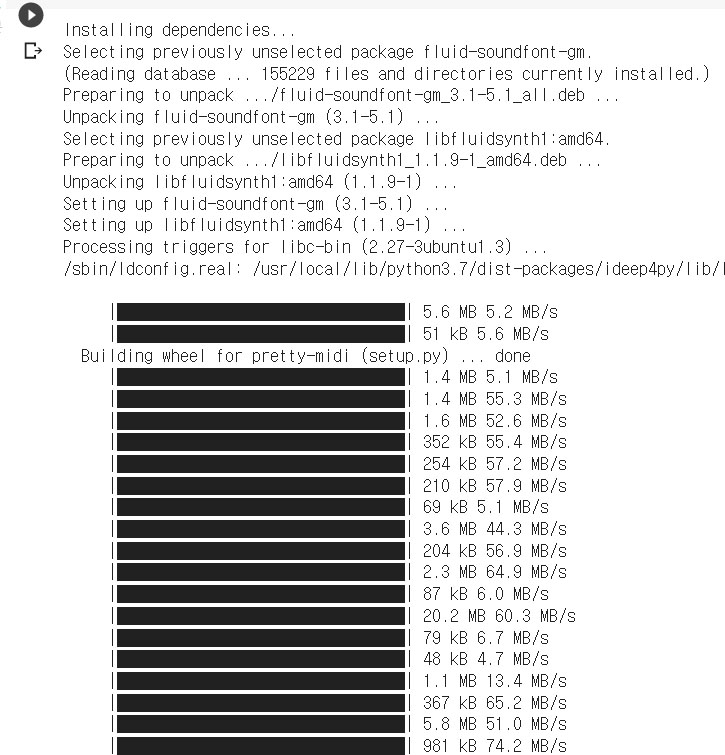 Installing dependencies...
Selecting previously unselected package fluid-soundfont-gm.
(Reading database ... 155229 files and directories currently installed.)
Preparing to unpack .../fluid-soundfont-gm_3.1-5.1_all.deb ...
Unpacking fluid-soundfont-gm (3.1-5.1) ...
Selecting previously unselected package libfluidsynth1:amd64.
Preparing to unpack .../libfluidsynth1_1.1.9-1_amd64.deb ...
Unpacking libfluidsynth1:amd64 (1.1.9-1) ...
Setting up fluid-soundfont-gm (3.1-5.1) ...
Setting up libfluidsynth1:amd64 (1.1.9-1) ...
Processing triggers for libc-bin (2.27-3ubuntu1.3) ...
/sbin/ldconfig.real: /usr/local/lib/python3.7/dist-packages/ideep4py/lib/
5.6 MB 5.2 MB/s
51 kB 5.6 MB/s
Building wheel for pretty-midi (setup.py) ... done
1.4 MB 5.1 MB/s
1.4 MB 55.3 MB/s
1.6 MB 52.6 MB/s
352 kB 55.4 MB/s
254 kB 57.2 MB/s
210 kB 57.9 MB/s
69 kB 5.1 MB/s
3.6 MB 44.3 MB/s
204 kB 56.9 MB/s
2.3 MB 64.9 MB/s
87 kB 6.0 MB/s
20.2 MB 60.3 MB/s
79 kB 6.7 MB/s
48 kB 4.7 MB/s
1.1 MB 13.4 MB/s
367 kB 65.2 MB/s
5.8 MB 51.0 MB/s
981 kB 74.2 MB/s